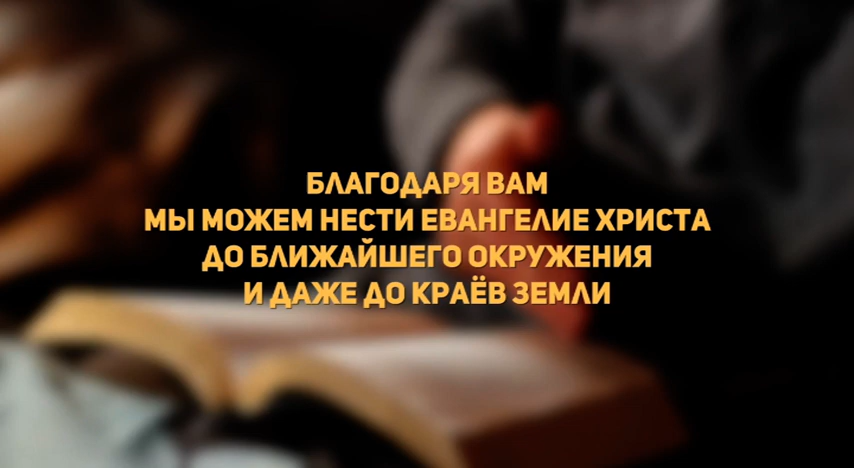 БЛАГОДАРЯ ВАМ
МЫ МОЖЕМ НЕСТИ ЕВАНГЕЛИЕ ХРИСТА
ДО БЛИЖАЙШЕГО ОКРУЖЕНИЯ
И ДАЖЕ ДО КРАЁВ ЗЕМЛИ